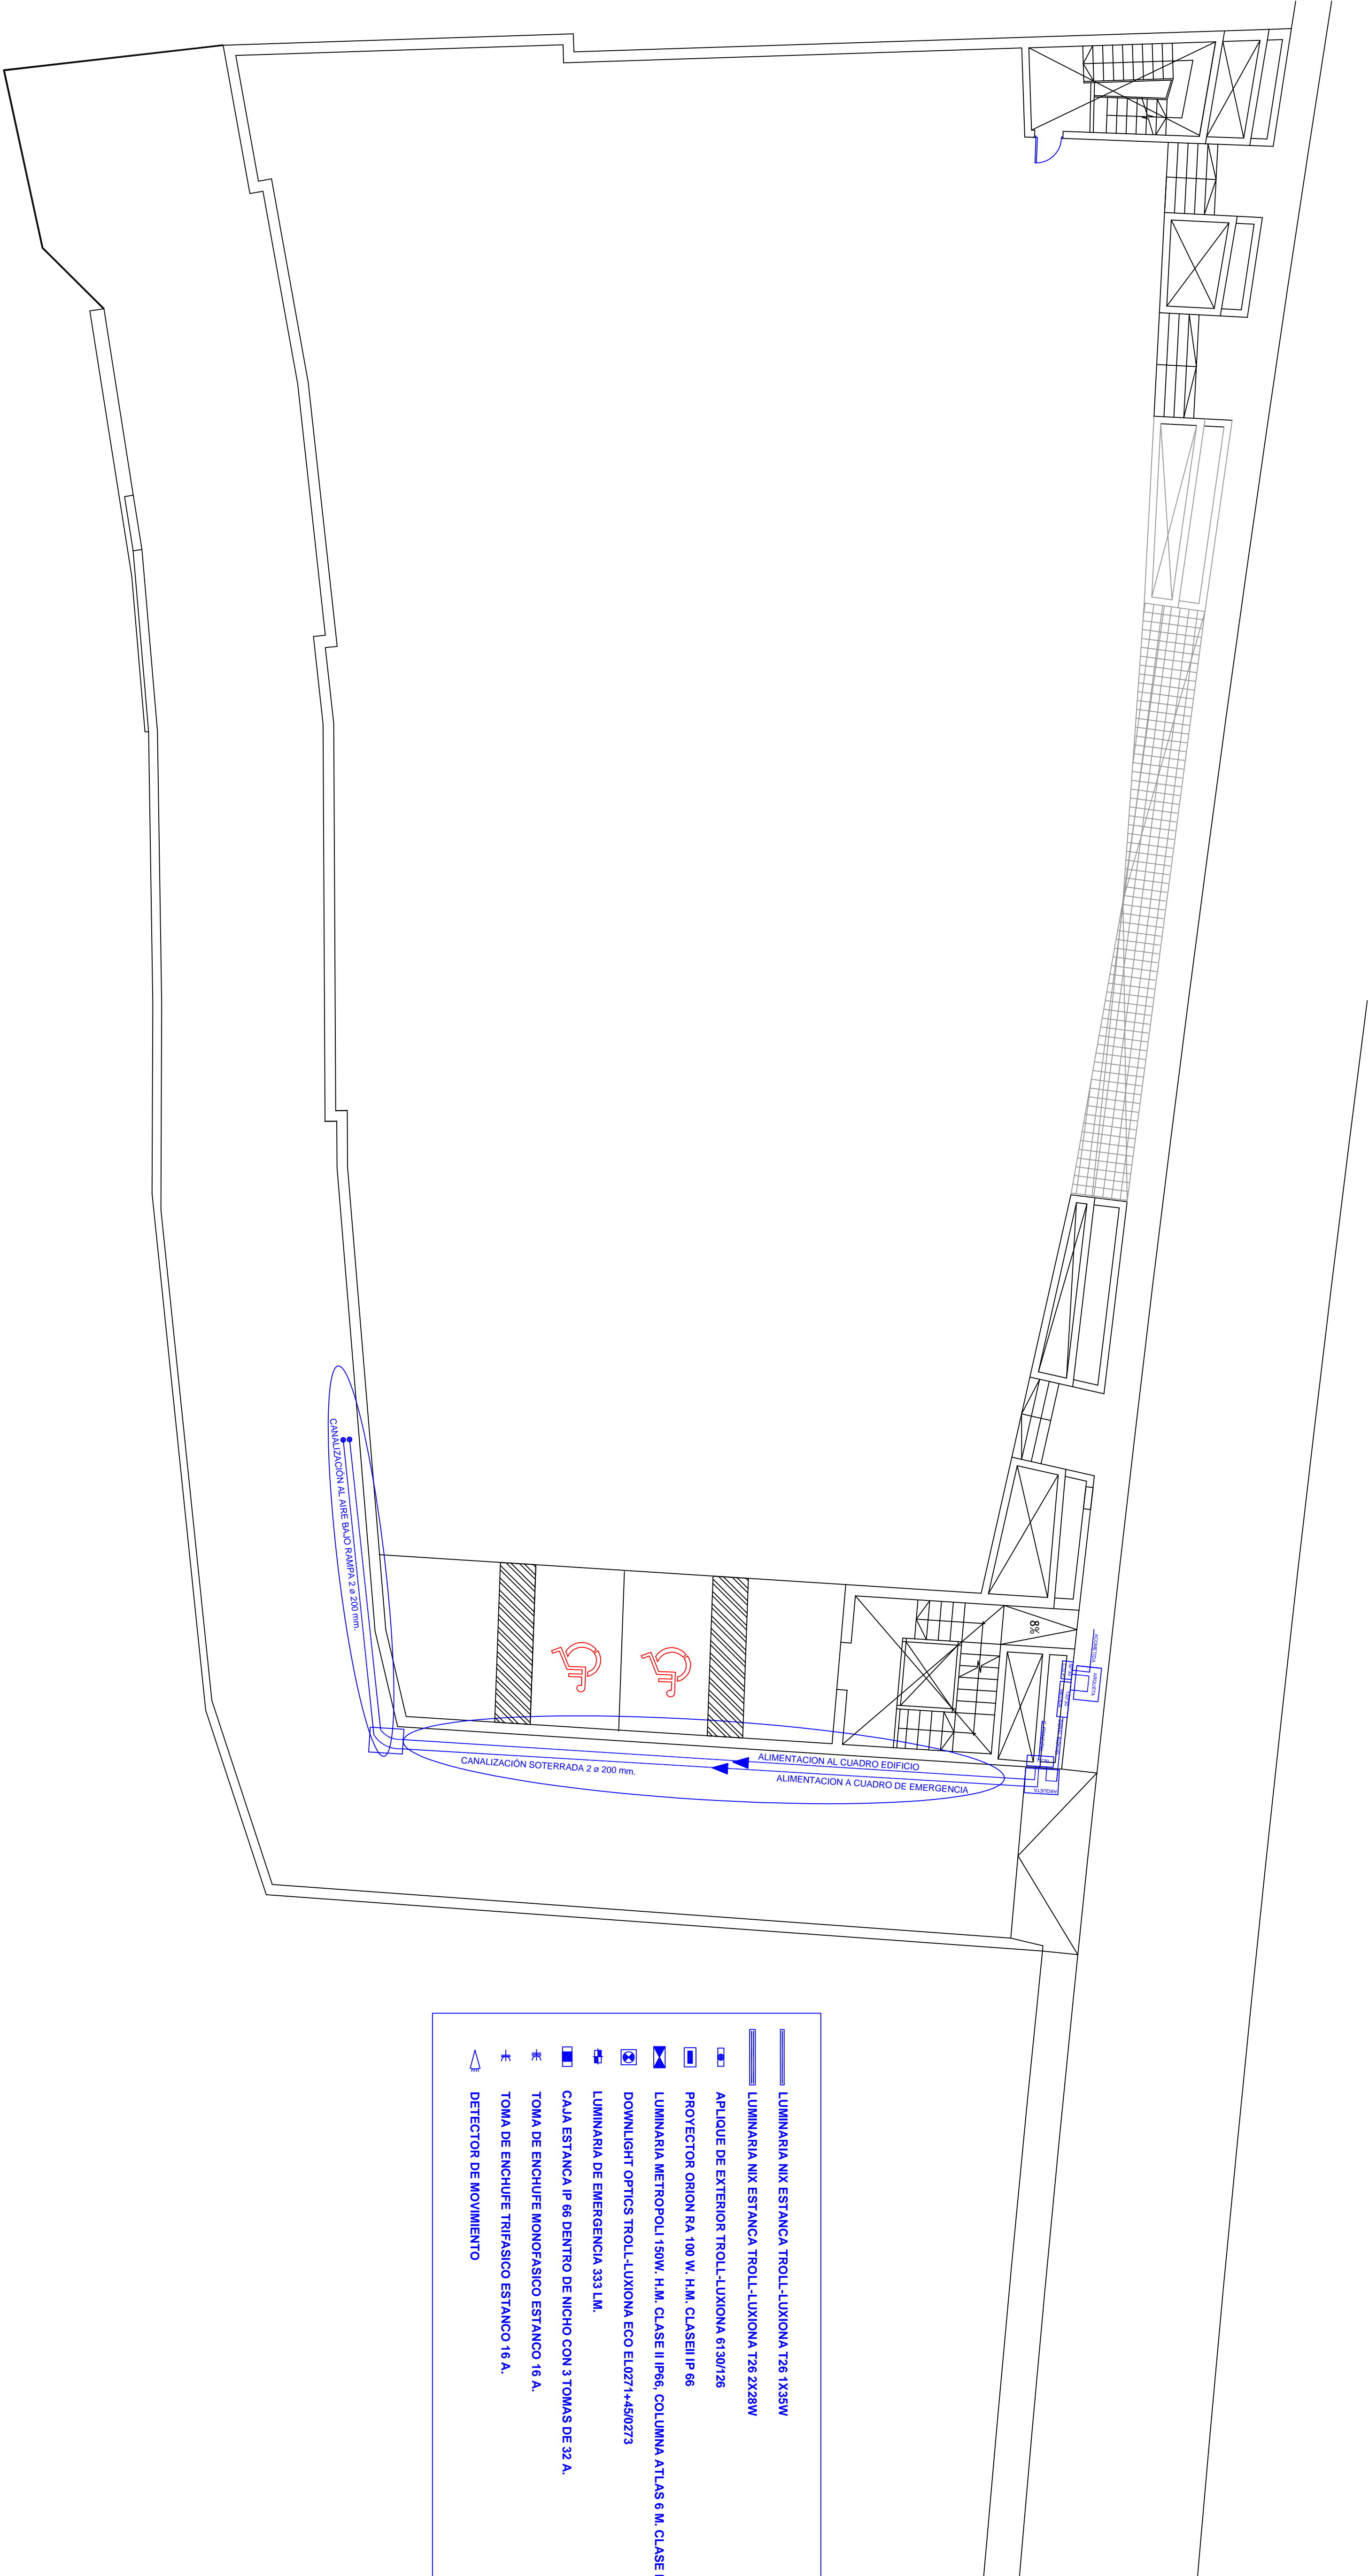 8%
ACOMETIDA
ARQUETA
ARQUETA
ALIMENTACION AL CUADRO EDIFICIO
ALIMENTACION A CUADRO DE EMERGENCIA
CANALIZACIÓN SOTERRADA 2 ø 200 mm.
CANALIZACIÓN AL AIRE BAJO RAMPA 2 ø 200 mm.
LUMINARIA NIX ESTANCA TROLL-LUXIONA T26 1X35W
LUMINARIA NIX ESTANCA TROLL-LUXIONA T26 2X28W
APLIQUE DE EXTERIOR TROLL-LUXIONA 6130/126
PROYECTOR ORION RA 100 W. H.M. CLASEII IP 66
LUMINARIA METROPOLI 150W. H.M. CLASE II IP66, COLUMNA ATLAS 6 M. CLASE
DOWNLIGHT OPTICS TROLL-LUXIONA ECO EL0271+45/0273
LUMINARIA DE EMERGENCIA 333 LM.
CAJA ESTANCA IP 66 DENTRO DE NICHO CON 3 TOMAS DE 32 A.
TOMA DE ENCHUFE MONOFASICO ESTANCO 16 A.
TOMA DE ENCHUFE TRIFASICO ESTANCO 16 A.
DETECTOR DE MOVIMIENTO